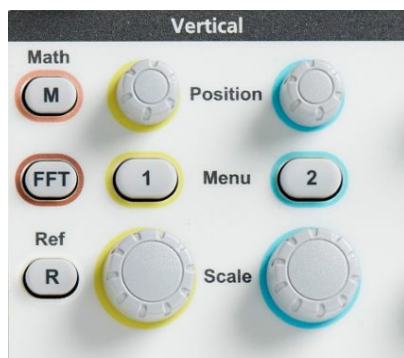 Vertical
Math
M
Position
FFT
1
Menu
2
Ref
R
Scale